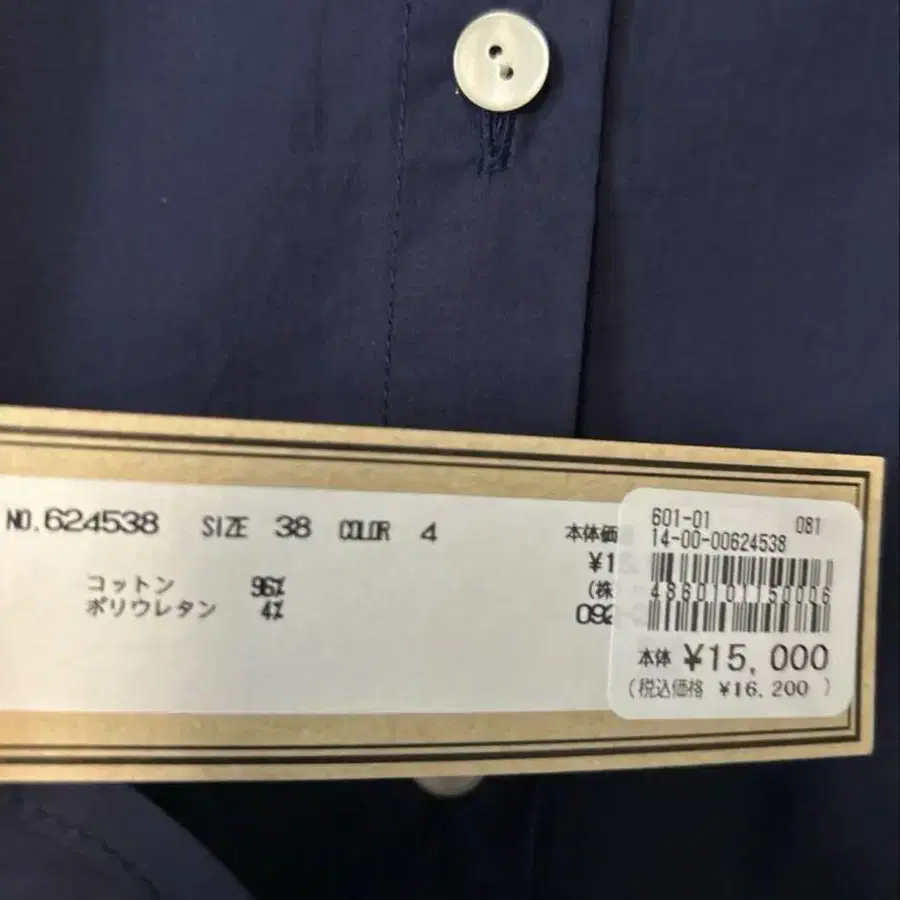 NO.624538 SIZE 38 COLOR 4
コットン 96%
ポリウレタン 4%
本体価
¥15
(株
092
601-01 081
14-00-00624538
4860101150006
本体 ¥15,000
(税込価格 ¥16,200 )